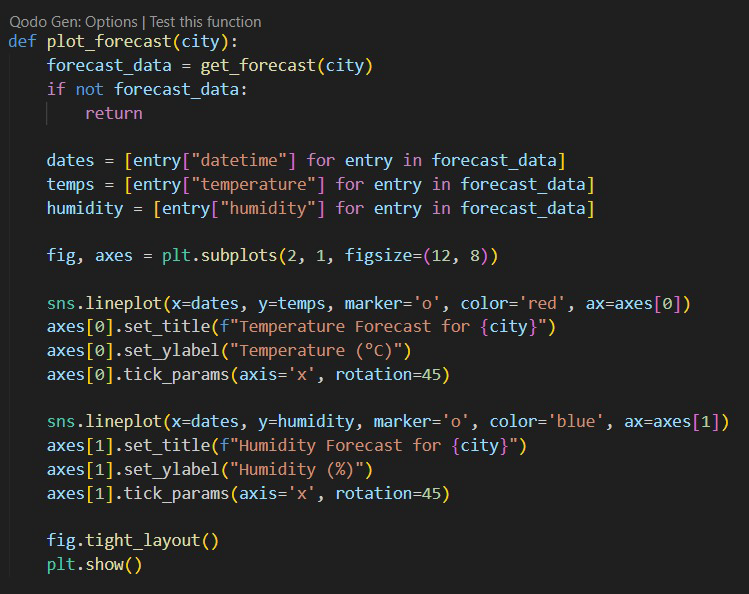 Qodo Gen: Options | Test this function
def plot_forecast(city):
    forecast_data = get_forecast(city)
    if not forecast_data:
        return

    dates = [entry["datetime"] for entry in forecast_data]
    temps = [entry["temperature"] for entry in forecast_data]
    humidity = [entry["humidity"] for entry in forecast_data]

    fig, axes = plt.subplots(2, 1, figsize=(12, 8))

    sns.lineplot(x=dates, y=temps, marker='o', color='red', ax=axes[0])
    axes[0].set_title(f"Temperature Forecast for {city}")
    axes[0].set_ylabel("Temperature (°C)")
    axes[0].tick_params(axis='x', rotation=45)

    sns.lineplot(x=dates, y=humidity, marker='o', color='blue', ax=axes[1])
    axes[1].set_title(f"Humidity Forecast for {city}")
    axes[1].set_ylabel("Humidity (%)")
    axes[1].tick_params(axis='x', rotation=45)

    fig.tight_layout()
    plt.show()